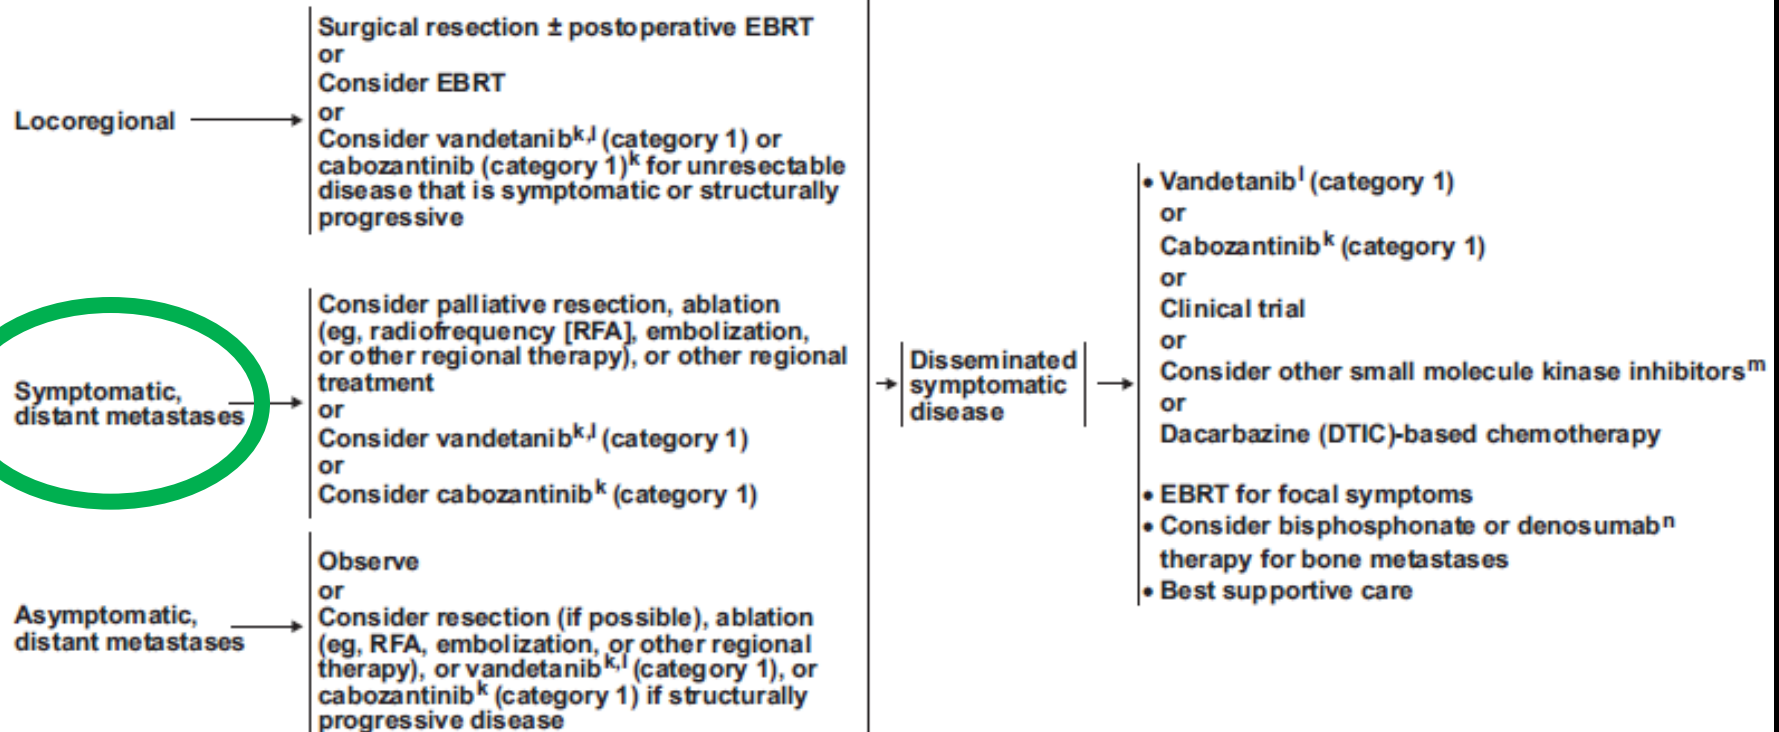 Locoregional
Surgical resection ± postoperative EBRT
or
Consider EBRT
or
Consider vandetanibk,l (category 1) or
cabozantinib (category 1)k for unresectable
disease that is symptomatic or structurally
progressive
Symptomatic,
distant metastases
Consider palliative resection, ablation
(eg, radiofrequency [RFA], embolization,
or other regional therapy), or other regional
treatment
or
Consider vandetanibk,l (category 1)
or
Consider cabozantinibk (category 1)
Asymptomatic,
distant metastases
Observe
or
Consider resection (if possible), ablation
(eg, RFA, embolization, or other regional
therapy), or vandetanibk,l (category 1), or
cabozantinibk (category 1) if structurally
progressive disease
Disseminated
symptomatic
disease
• Vandetanibl (category 1)
or
Cabozantinibk (category 1)
or
Clinical trial
or
Consider other small molecule kinase inhibitorsm
or
Dacarbazine (DTIC)-based chemotherapy
• EBRT for focal symptoms
• Consider bisphosphonate or denosumabn
therapy for bone metastases
• Best supportive care